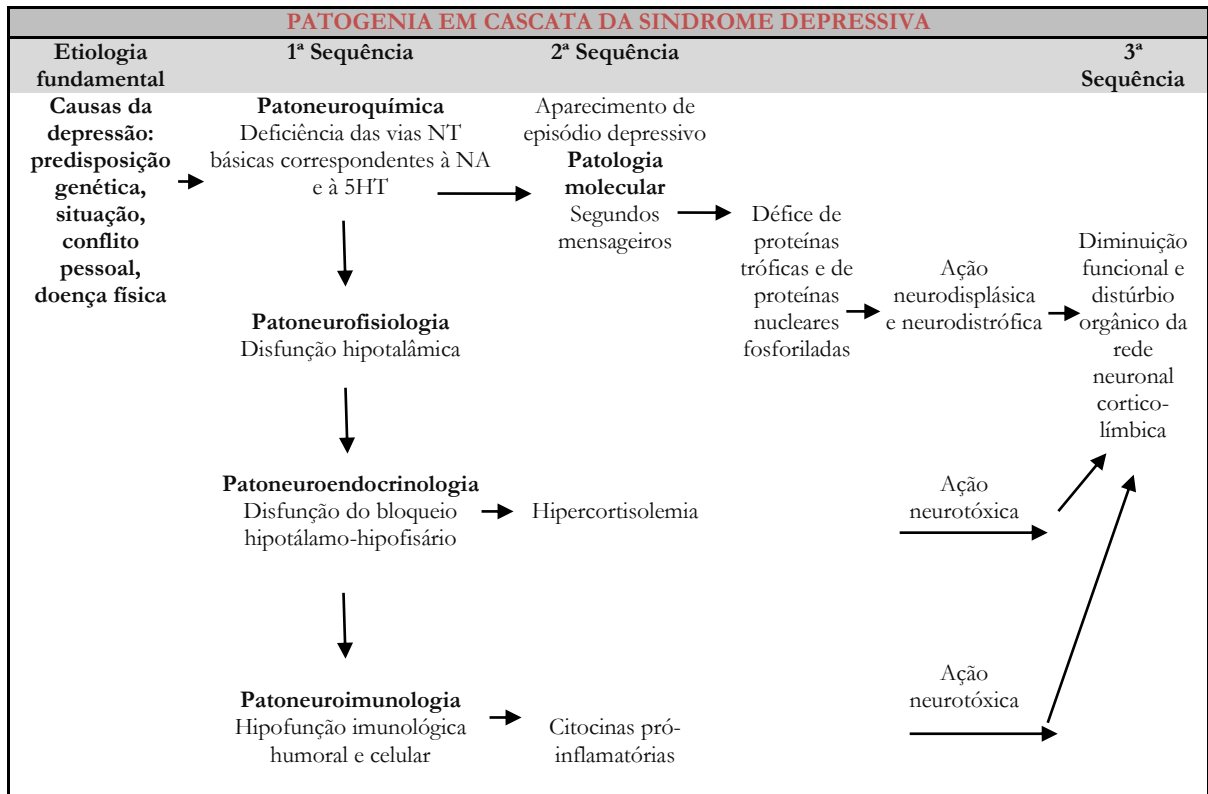 PATOGENIA EM CASCATA DA SINDROME DEPRESSIVA
Etiologia
fundamental
1ª Sequência
2ª Sequência
3ª
Sequência
Causas da
depressão:
predisposição
genética,
situação,
conflito
pessoal,
doença física
Patoneuroquímica
Deficiência das vias NT
básicas correspondentes à NA
e à 5HT
Aparecimento de
episódio depressivo
Patologia
molecular
Segundos
mensageiros
Défice de
proteínas
tróficas e de
proteínas
nucleares
fosforiladas
Ação
neurodisplásica
e neurodistrófica
Diminuição
funcional e
distúrbio
orgânico da
rede
neuronal
cortico-
límbica
Patoneurofisiologia
Disfunção hipotalâmica
Patoneuroendocrinologia
Disfunção do bloqueio
hipotálamo-hipofisário
Hipercortisolemia
Ação
neurotóxica
Patoneuroimunologia
Hipofunção imunológica
humoral e celular
Citocinas pró-
inflamatórias
Ação
neurotóxica